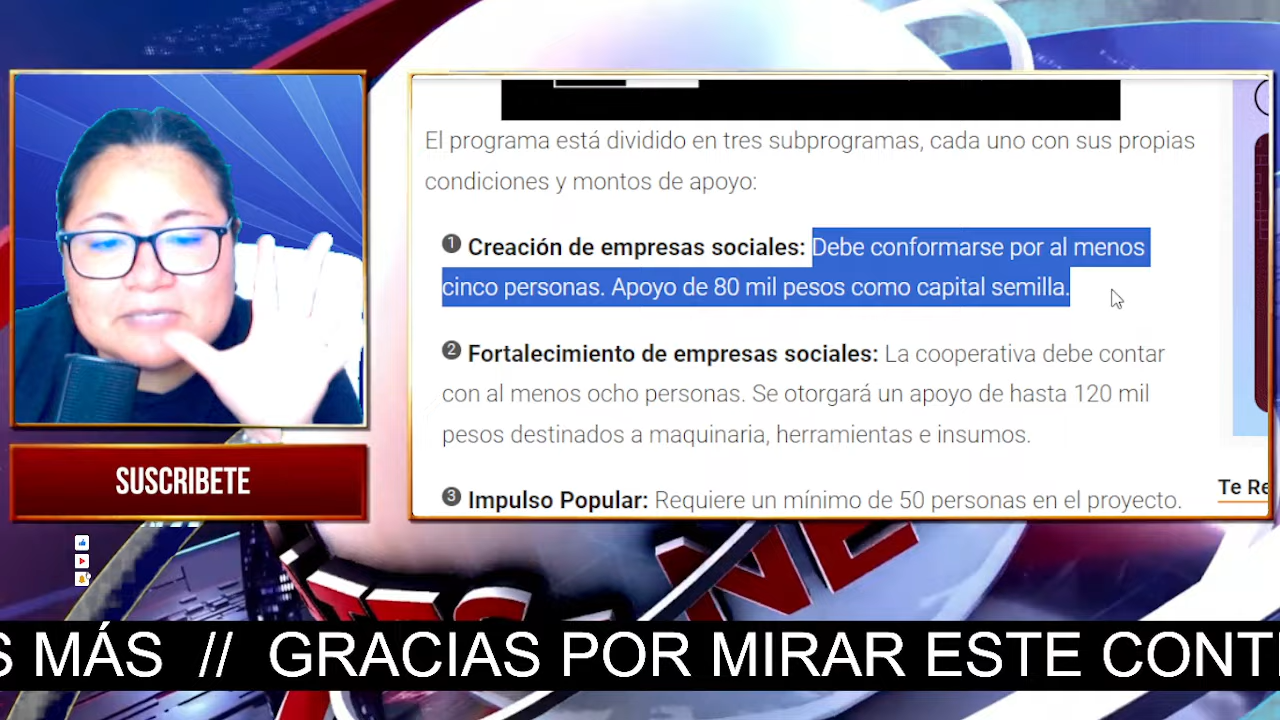 El programa está dividido en tres subprogramas, cada uno con sus propias
condiciones y montos de apoyo:
1 Creación de empresas sociales: Debe conformarse por al menos
cinco personas. Apoyo de 80 mil pesos como capital semilla.
2 Fortalecimiento de empresas sociales: La cooperativa debe contar
con al menos ocho personas. Se otorgará un apoyo de hasta 120 mil
pesos destinados a maquinaria, herramientas e insumos.
3 Impulso Popular: Requiere un mínimo de 50 personas en el proyecto.
Te Re
SUSCRIBETE
S MÁS // GRACIAS POR MIRAR ESTE CONT